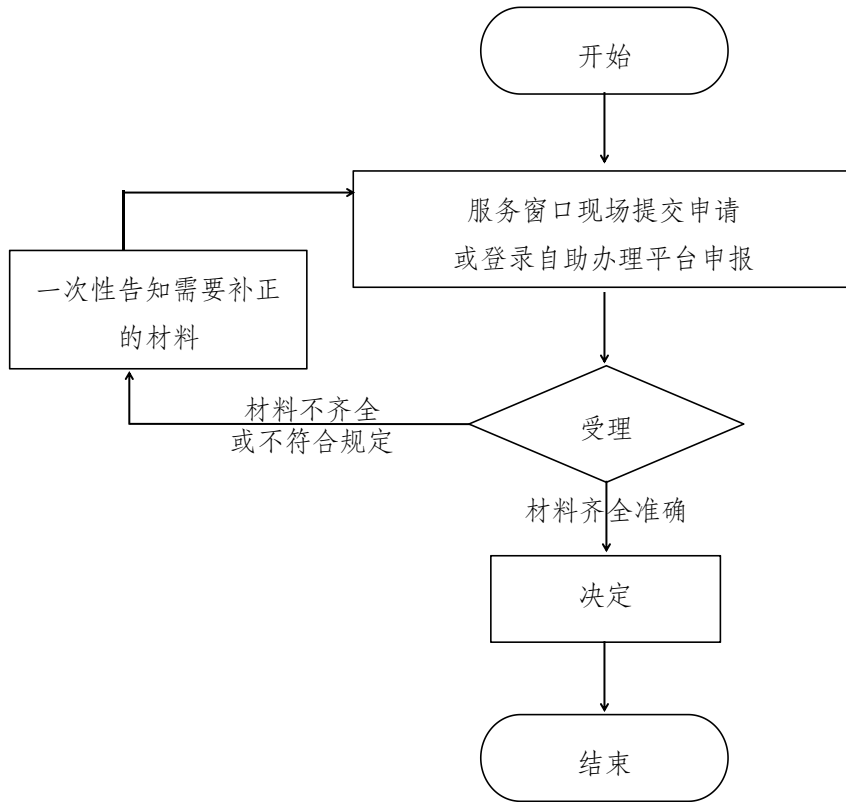 开始
服务窗口现场提交申请
或登录自助办理平台申报
一次性告知需要补正
的材料
材料不齐全
或不符合规定
受理
材料齐全准确
决定
结束